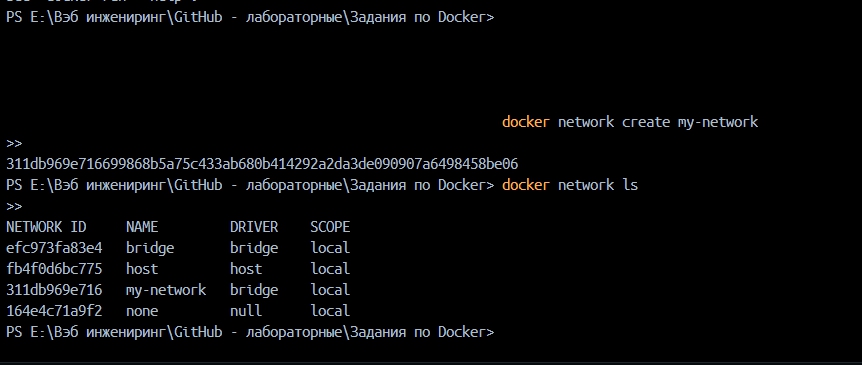 PS E:\Вэб инжениринг\GitHub - лабораторные\Задания по Docker>
docker network create my-network
>>
311db969e716699868b5a75c433ab680b414292a2da3de090907a6498458be06
PS E:\Вэб инжениринг\GitHub - лабораторные\Задания по Docker> docker network ls
>>
NETWORK ID     NAME         DRIVER    SCOPE
efc973fa83e4   bridge       bridge    local
fb4f0d6bc775   host         host      local
311db969e716   my-network   bridge    local
164e4c71a9f2   none         null      local
PS E:\Вэб инжениринг\GitHub - лабораторные\Задания по Docker>